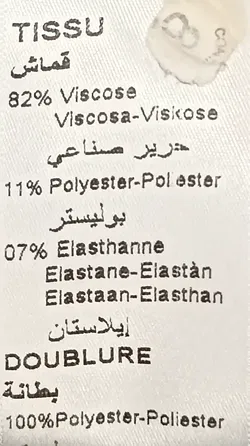 TISSU
قماش
82% Viscose
Viscosa-Viskose
حرير صناعي
11% Polyester-Poliester
بوليستر
07% Elasthanne
Elastane-Elastàn
Elastaan-Elasthan
إيلاستان
DOUBLURE
بطانة
100%Polyester-Poliester